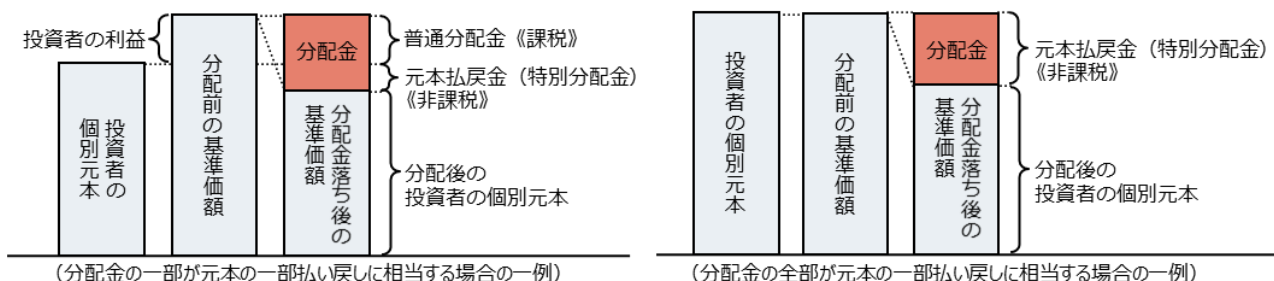 投資者の利益
投資者の
個別元本
分配前の基準価額
分配金
分配金落ち後の
基準価額
普通分配金《課税》
元本払戻金（特別分配金）
《非課税》
分配後の
投資者の個別元本
（分配金の一部が元本の一部払い戻しに相当する場合の一例）
投資者の個別元本
分配前の基準価額
分配金
分配金落ち後の
基準価額
元本払戻金（特別分配金）
《非課税》
分配後の
投資者の個別元本
（分配金の全部が元本の一部払い戻しに相当する場合の一例）